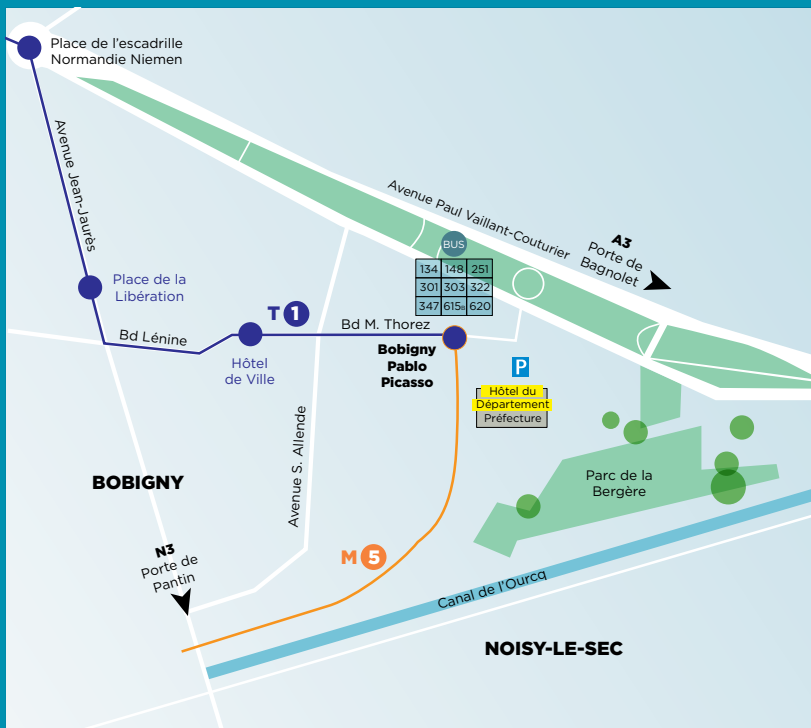 Place de l'escadrille
Normandie Niemen
Avenue Jean-Jaurès
Avenue Paul Vaillant-Couturier
A3
Porte de
Bagnolet
BUS
134 148 251
301 303 322
347 615B 620
Place de la
Libération
T 1
Bd M. Thorez
Bd Lénine
Hôtel
de Ville
Bobigny
Pablo
Picasso
P
Hôtel du
Département
Préfecture
Avenue S. Allende
BOBIGNY
Parc de la
Bergère
N3
Porte de
Pantin
M 5
Canal de l'Ourcq
NOISY-LE-SEC